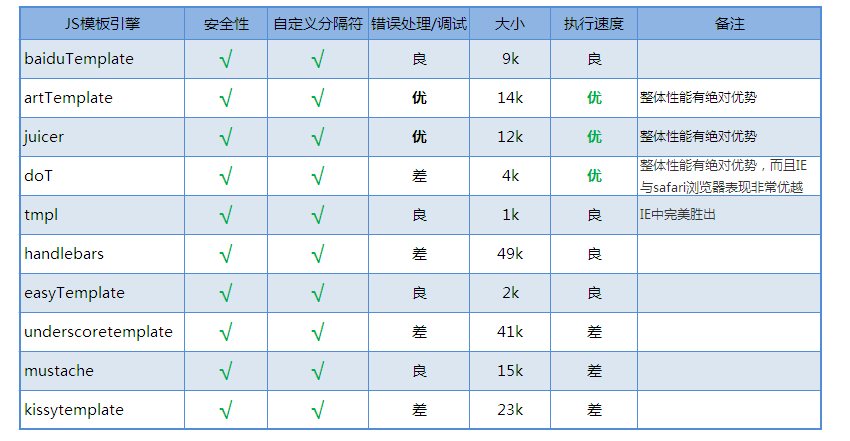 JS模板引擎 安全性 自定义分隔符 错误处理/调试 大小 执行速度 备注
baiduTemplate √ √ 良 9k 良
artTemplate √ √ 优 14k 优 整体性能有绝对优势
juicer √ √ 优 12k 优 整体性能有绝对优势
doT √ √ 差 4k 优 整体性能有绝对优势，而且IE
与safari浏览器表现非常优越
tmpl √ √ 良 1k 良 IE中完美胜出
handlebars √ √ 差 49k 良
easyTemplate √ √ 良 2k 良
underscoretemplate √ √ 差 41k 差
mustache √ √ 良 15k 差
kissytemplate √ √ 差 23k 差